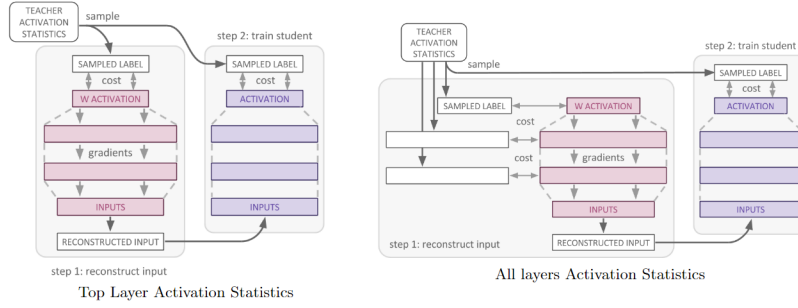 TEACHER
ACTIVATION
STATISTICS
sample
step 2: train student
SAMPLED LABEL
cost
W ACTIVATION
gradients
INPUTS
RECONSTRUCTED INPUT
step 1: reconstruct input
SAMPLED LABEL
cost
ACTIVATION
INPUTS
Top Layer Activation Statistics
TEACHER
ACTIVATION
STATISTICS
sample
step 2: train student
SAMPLED LABEL
W ACTIVATION
cost
cost
gradients
INPUTS
RECONSTRUCTED INPUT
step 1: reconstruct input
SAMPLED LABEL
cost
ACTIVATION
INPUTS
All layers Activation Statistics